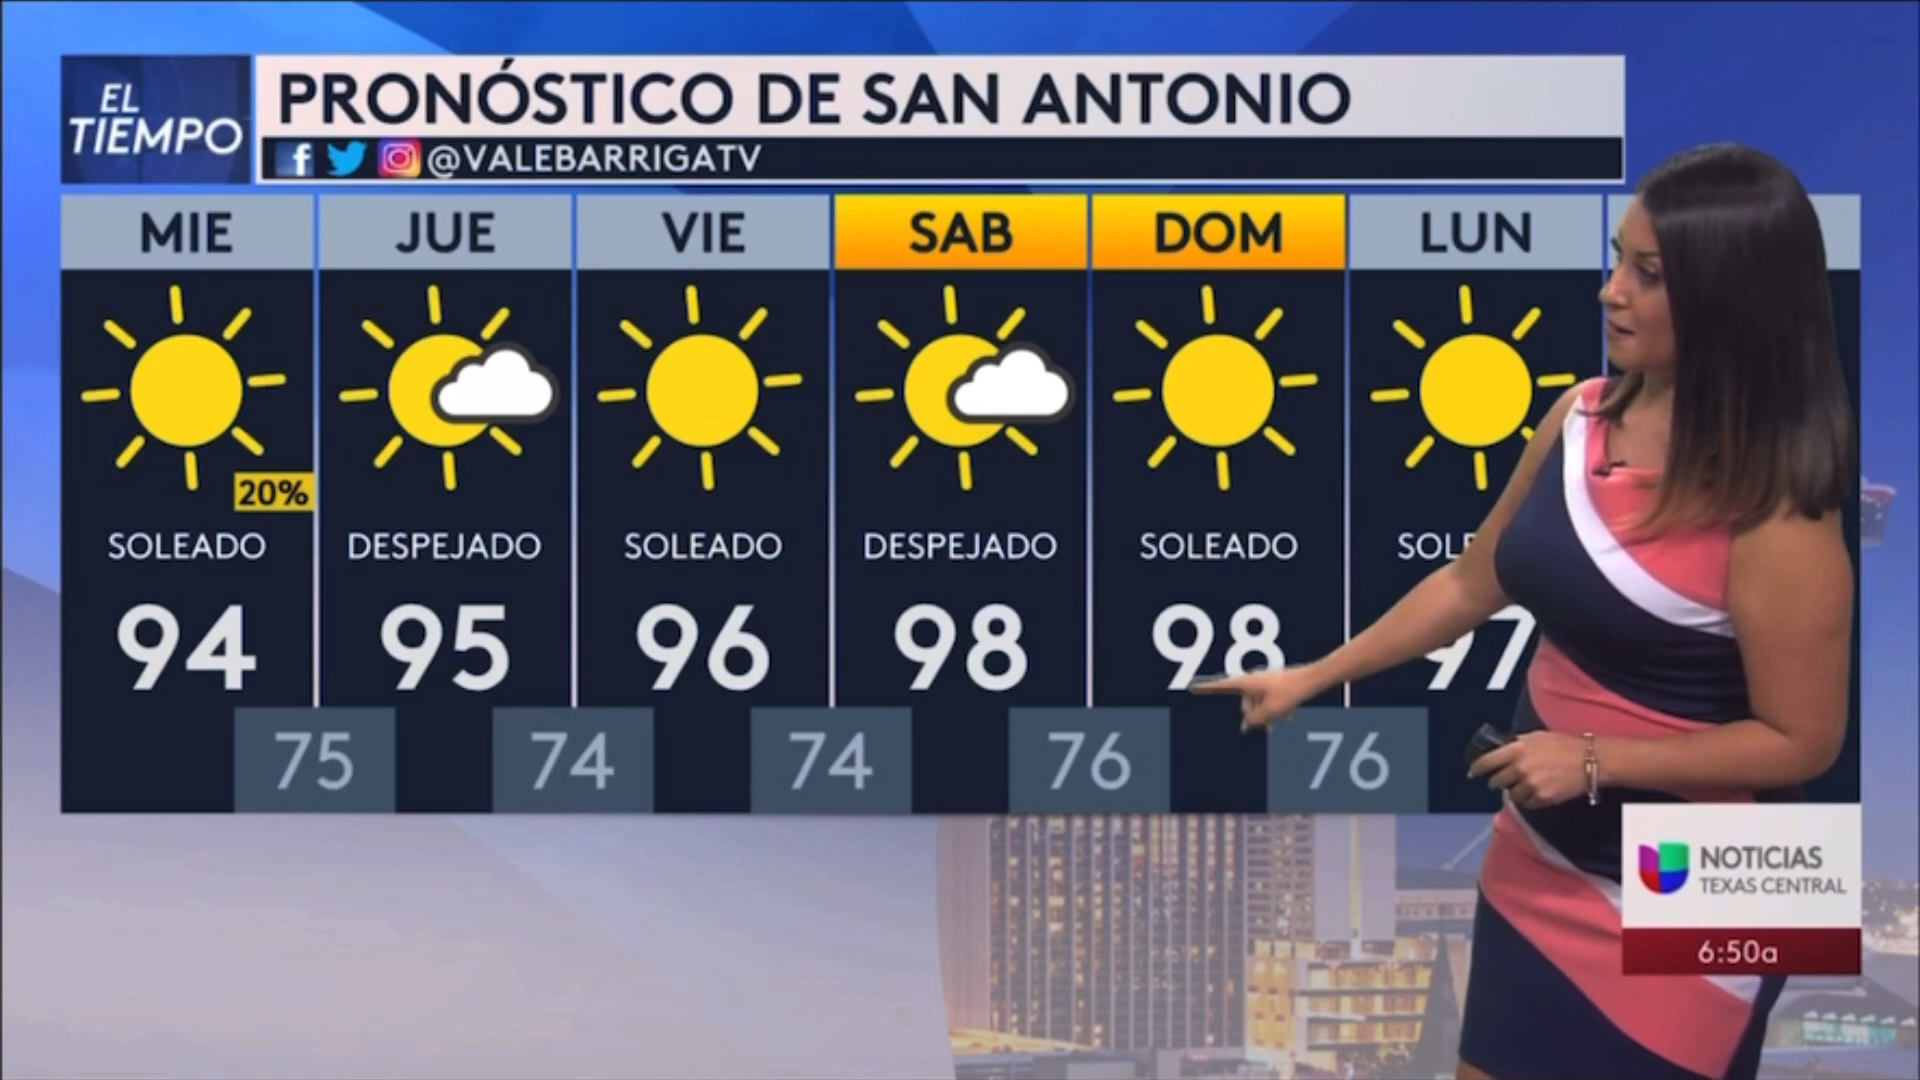 EL TIEMPO
PRONÓSTICO DE SAN ANTONIO
@VALEBARRIGATV
MIE JUE VIE SAB DOM LUN
20%
SOLEADO DESPEJADO SOLEADO DESPEJADO SOLEADO
94 95 96 98 98 97
75 74 74 76 76
NOTICIAS
TEXAS CENTRAL
6:50a